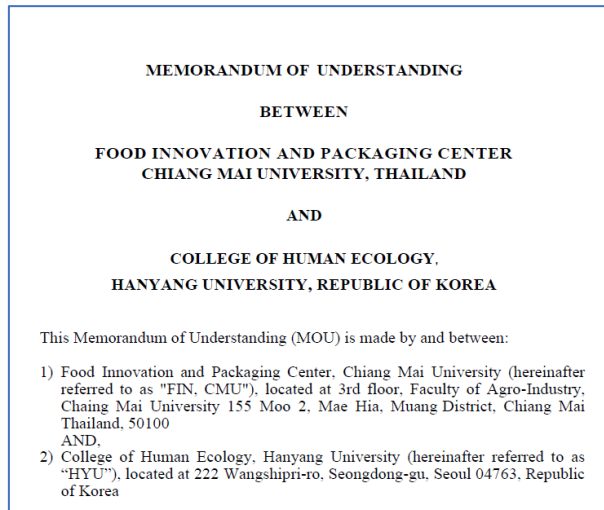 MEMORANDUM OF UNDERSTANDING
BETWEEN
FOOD INNOVATION AND PACKAGING CENTER
CHIANG MAI UNIVERSITY, THAILAND
AND
COLLEGE OF HUMAN ECOLOGY,
HANYANG UNIVERSITY, REPUBLIC OF KOREA
This Memorandum of Understanding (MOU) is made by and between:
1) Food Innovation and Packaging Center, Chiang Mai University (hereinafter
referred to as "FIN, CMU"), located at 3rd floor, Faculty of Agro-Industry,
Chaing Mai University 155 Moo 2, Mae Hia, Muang District, Chiang Mai
Thailand, 50100
AND,
2) College of Human Ecology, Hanyang University (hereinafter referred to as
“HYU”), located at 222 Wangshipri-ro, Seongdong-gu, Seoul 04763, Republic
of Korea